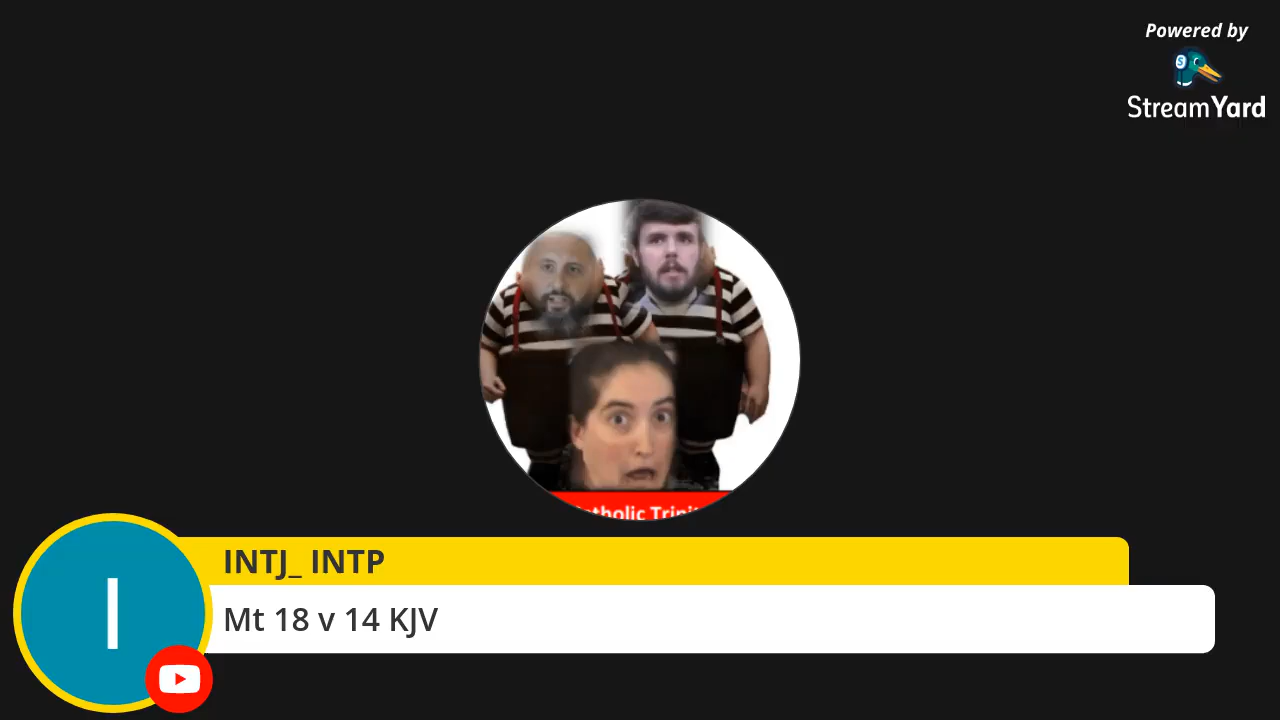 Powered by
StreamYard
INTJ_ INTP
Mt 18 v 14 KJV
I